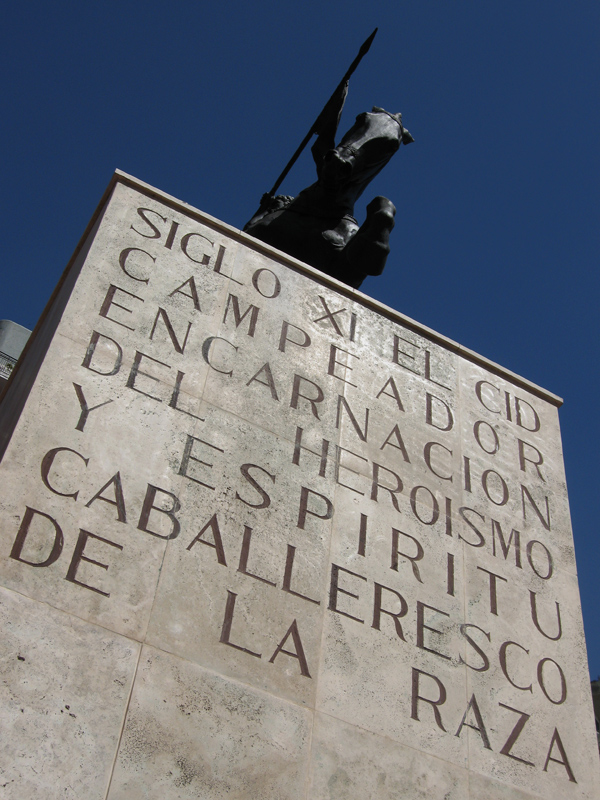 SIGLO XI EL CID
CAMPEADOR
ENCARNACION
DEL HEROISMO
Y ESPIRITU
CABALLERESCO
DE LA RAZA